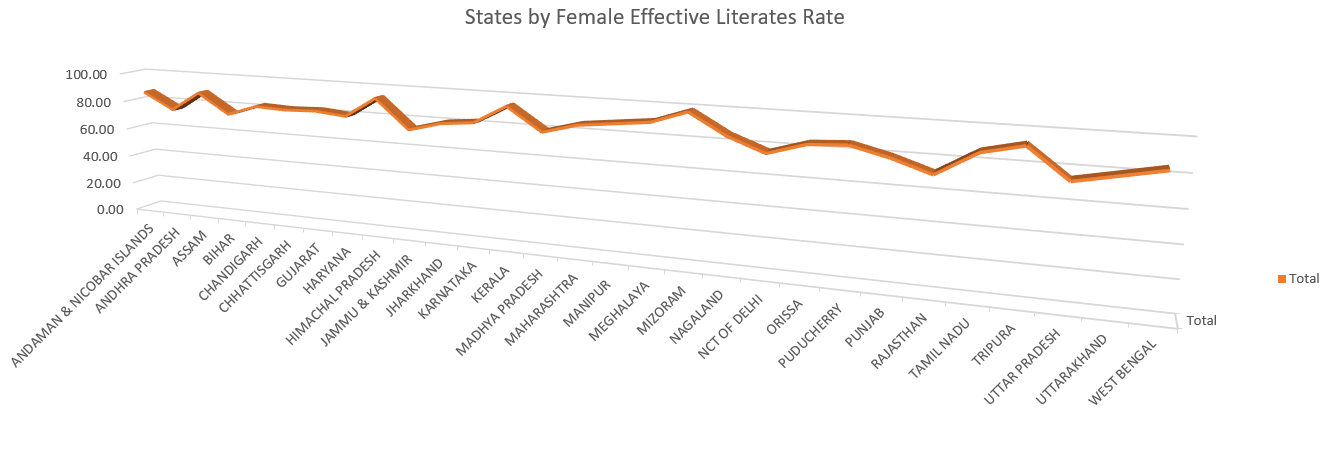 States by Female Effective Literates Rate
100.00
80.00
60.00
40.00
20.00
0.00
ANDAMAN & NICOBAR ISLANDS
ANDHRA PRADESH
ASSAM
BIHAR
CHANDIGARH
CHHATTISGARH
GUJARAT
HARYANA
HIMACHAL PRADESH
JAMMU & KASHMIR
JHARKHAND
KARNATAKA
KERALA
MADHYA PRADESH
MAHARASHTRA
MANIPUR
MEGHALAYA
MIZORAM
NAGALAND
NCT OF DELHI
ORISSA
PUDUCHERRY
PUNJAB
RAJASTHAN
TAMIL NADU
TRIPURA
UTTAR PRADESH
UTTARAKHAND
WEST BENGAL
Total
Total